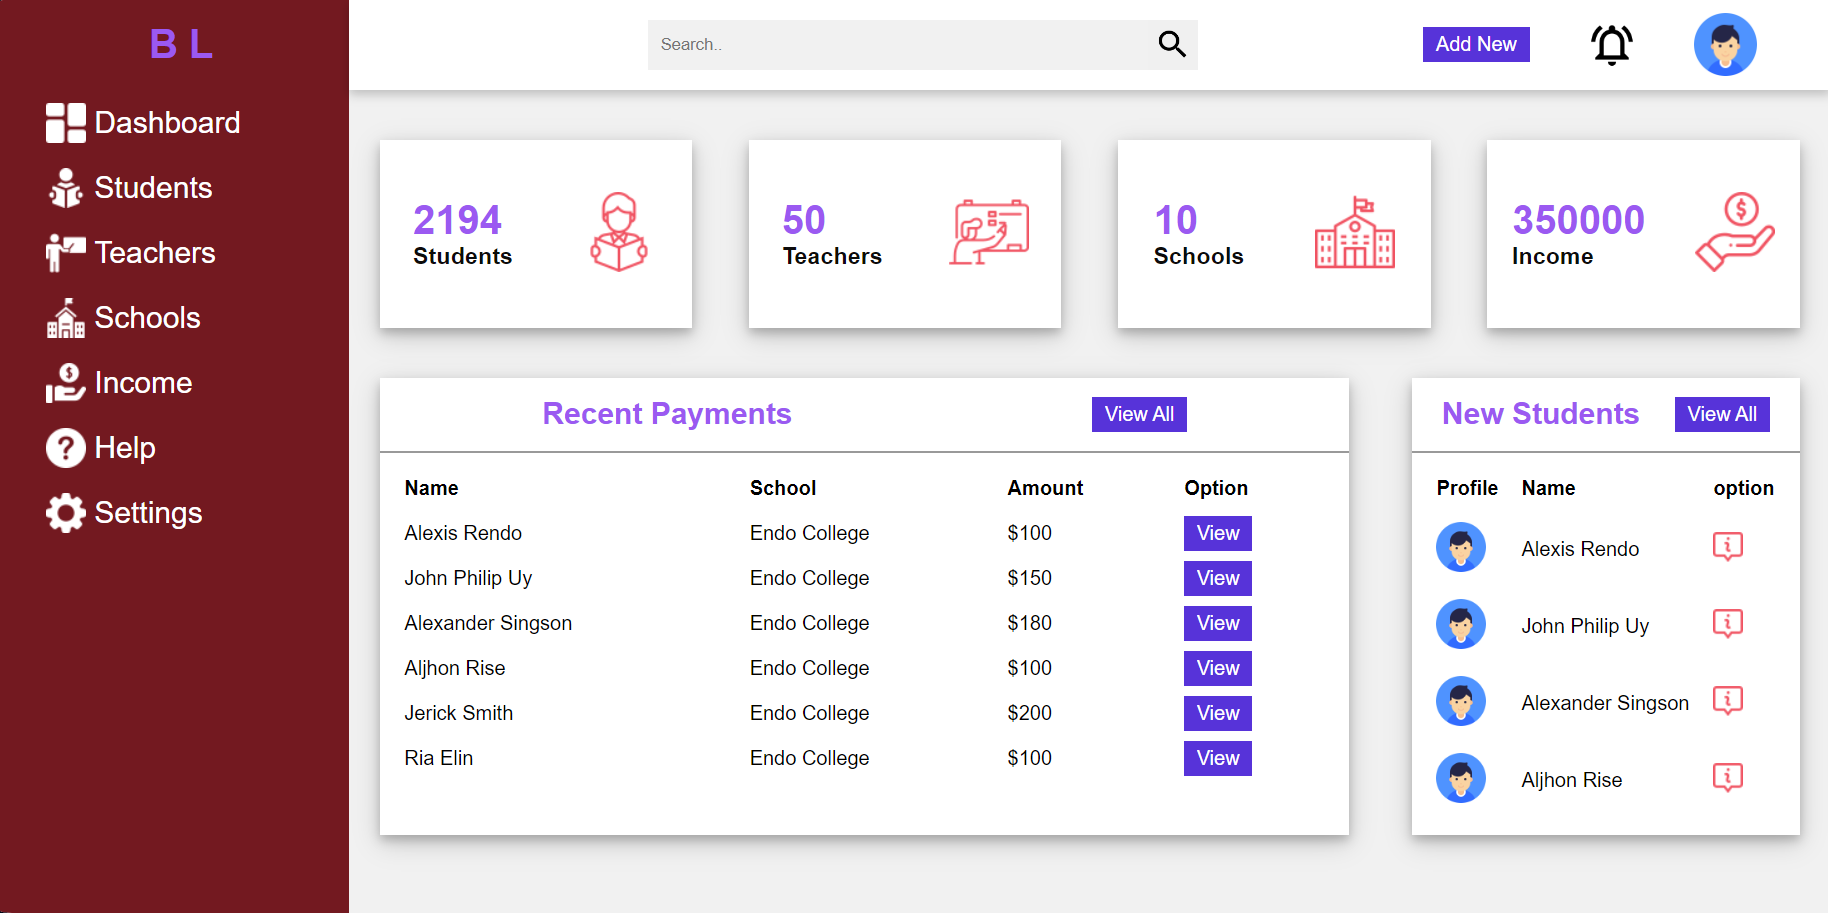 B L
Dashboard
Students
Teachers
Schools
Income
Help
Settings
Search..
Add New
2194
Students
50
Teachers
10
Schools
350000
Income
Recent Payments View All
Name School Amount Option
Alexis Rendo Endo College $100 View
John Philip Uy Endo College $150 View
Alexander Singson Endo College $180 View
Aljhon Rise Endo College $100 View
Jerick Smith Endo College $200 View
Ria Elin Endo College $100 View
New Students View All
Profile Name option
Alexis Rendo
John Philip Uy
Alexander Singson
Aljhon Rise